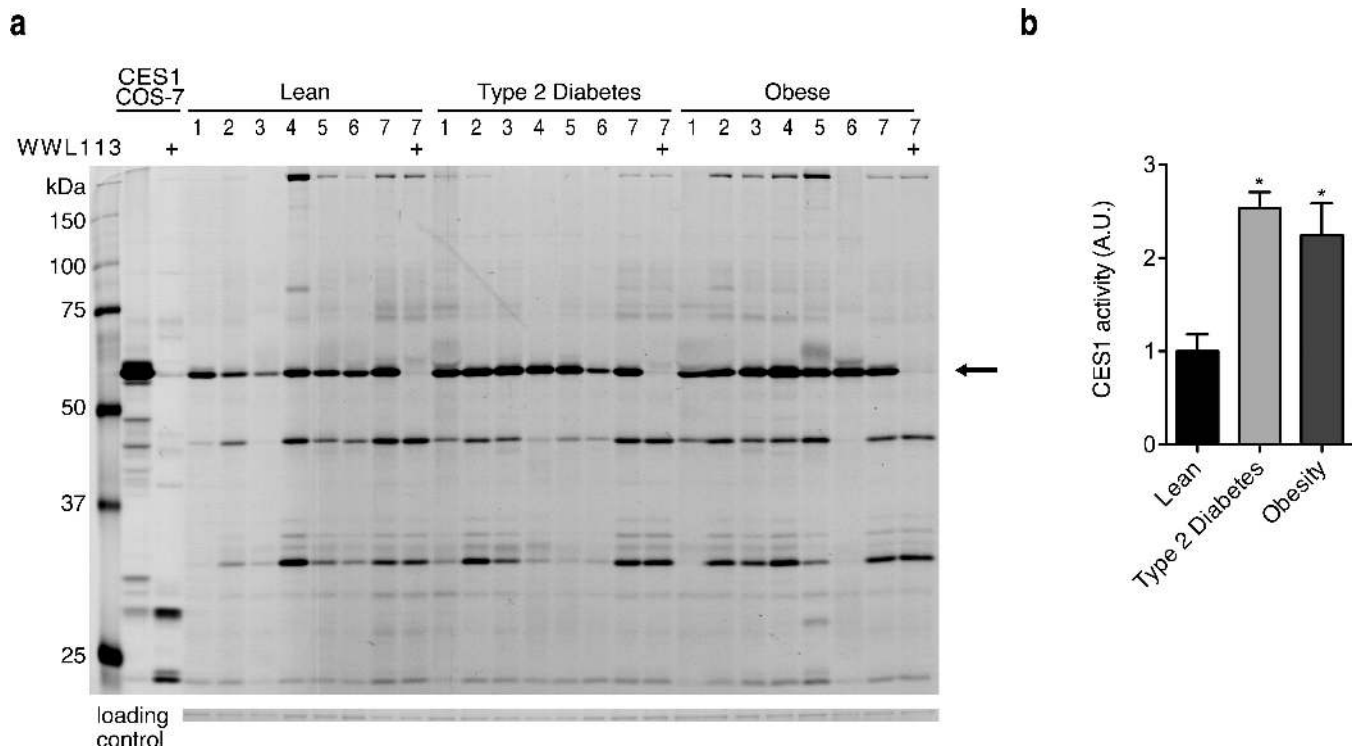 a
CES1
COS-7
Lean
Type 2 Diabetes
Obese
1 2 3 4 5 6 7 7 1 2 3 4 5 6 7 7 1 2 3 4 5 6 7 7
WWL113 + + + +
kDa
150
100
75
50
37
25
loading
control
b
CES1 activity (A.U.)
3
2
1
0
* *
Lean
Type 2 Diabetes
Obesity